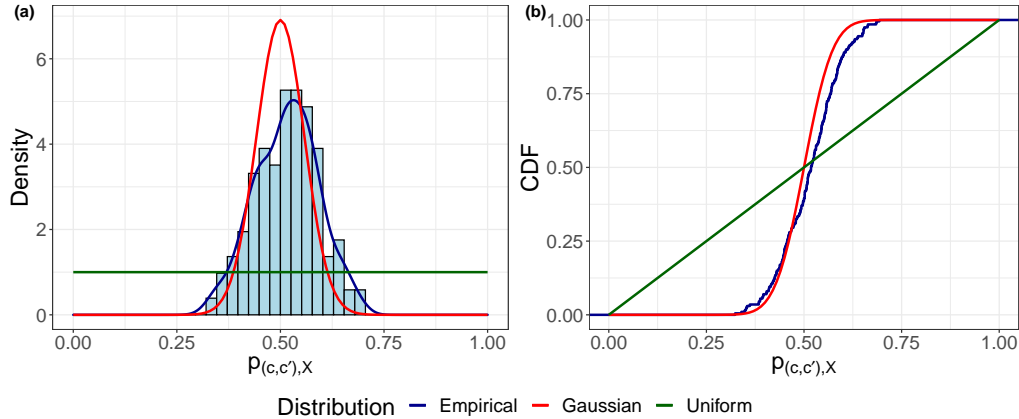 (a)
Density
6
4
2
0
0.00 0.25 0.50 0.75 1.00
p(c,c′),X
(b)
CDF
1.00
0.75
0.50
0.25
0.00
0.00 0.25 0.50 0.75 1.00
p(c,c′),X
Distribution Empirical Gaussian Uniform